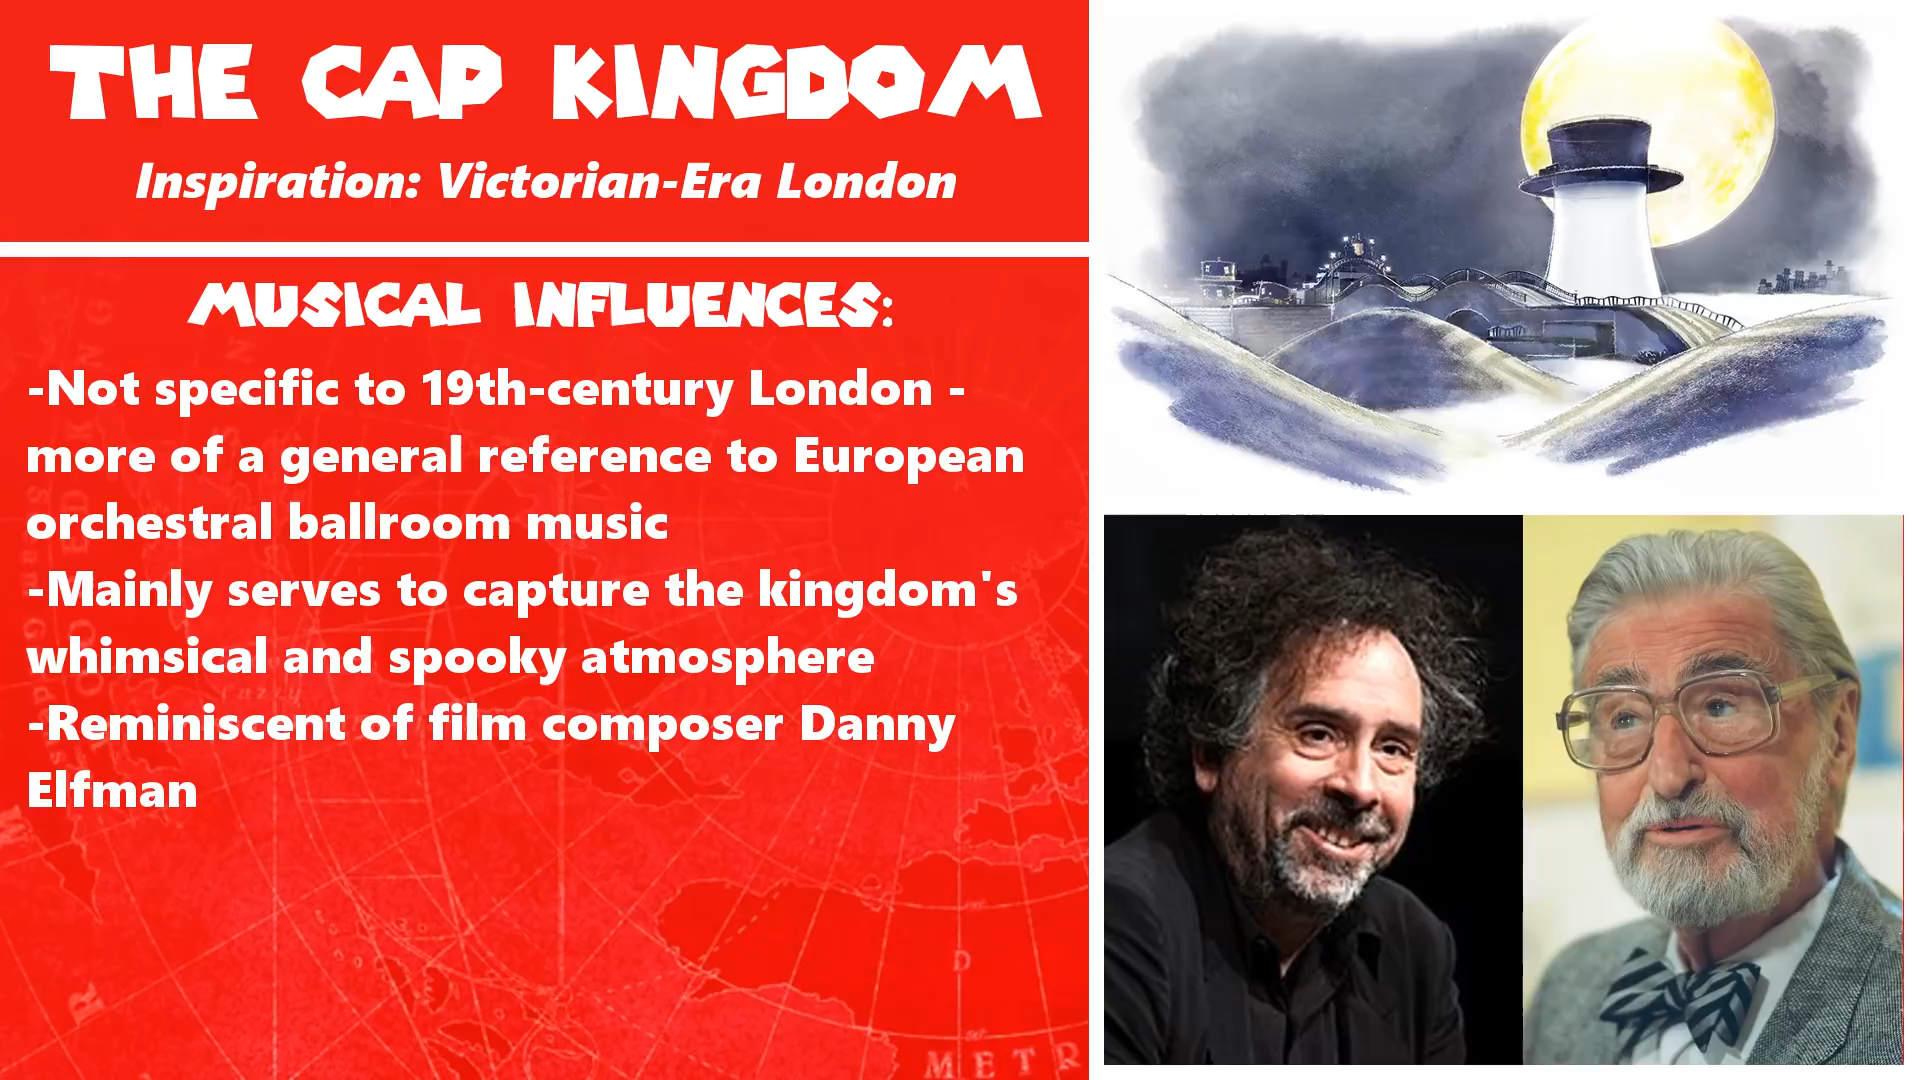 THE CAP KINGDOM
Inspiration: Victorian-Era London
MUSICAL INFLUENCES:
-Not specific to 19th-century London -
more of a general reference to European
orchestral ballroom music
-Mainly serves to capture the kingdom's
whimsical and spooky atmosphere
-Reminiscent of film composer Danny
Elfman
D
R
METR